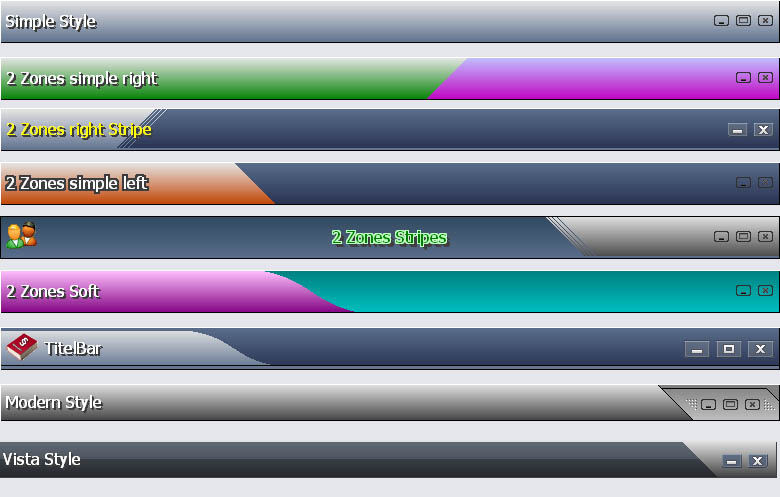 Simple Style
2 Zones simple right
2 Zones right Stripe
2 Zones simple left
2 Zones Stripes
2 Zones Soft
TitelBar
Modern Style
Vista Style